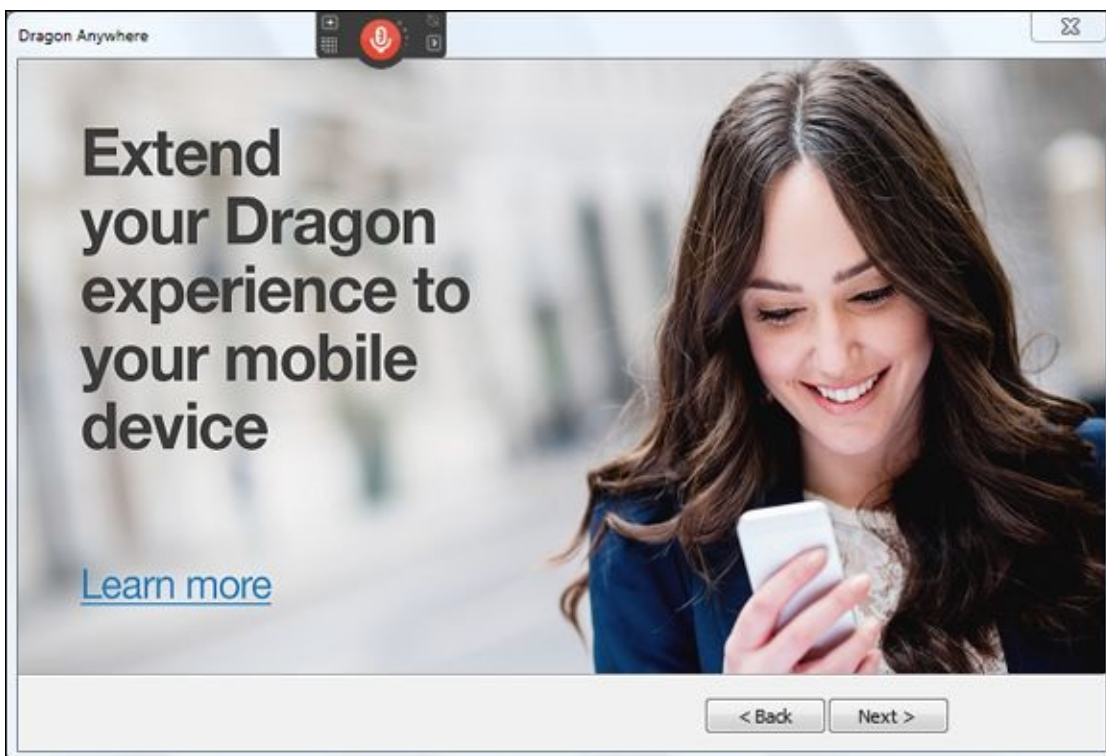 Dragon Anywhere
Extend
your Dragon
experience to
your mobile
device
Learn more
< Back
Next >